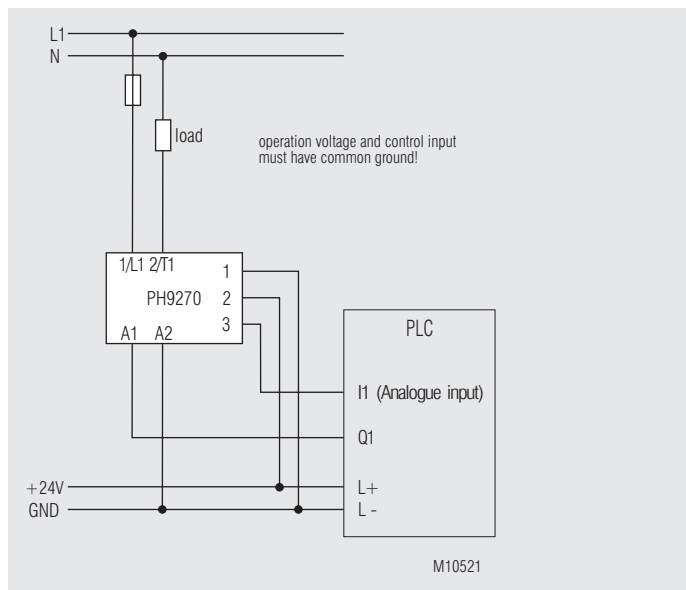 L1
N
load
operation voltage and control input
must have common ground!
1/L1 2/T1
1
PH9270
2
3
A1 A2
PLC
I1 (Analogue input)
Q1
+24V
L+
GND
L -
M10521